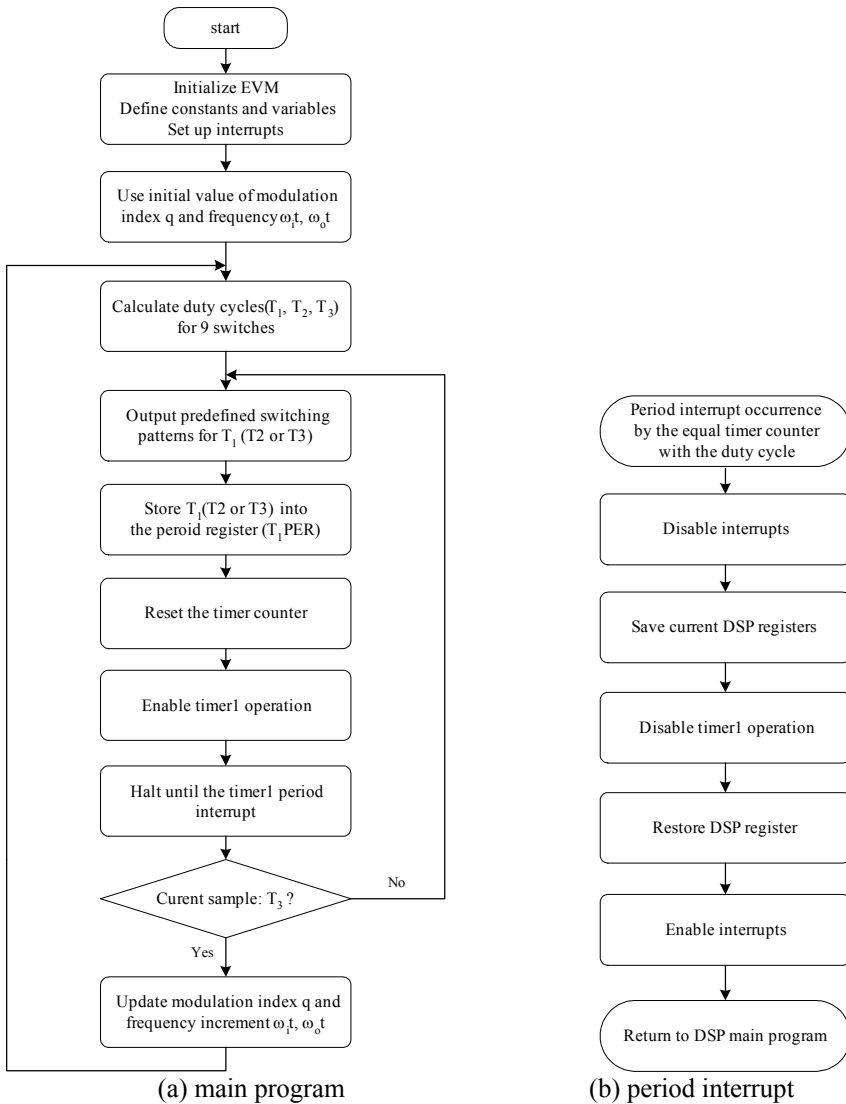 start
Initialize EVM
Define constants and variables
Set up interrupts
Use initial value of modulation
index q and frequency ωᵢt, ωₒt
Calculate duty cycles(T₁, T₂, T₃)
for 9 switches
Output predefined switching
patterns for T₁ (T2 or T3)
Store T₁(T2 or T3) into
the peroid register (T₁PER)
Reset the timer counter
Enable timer1 operation
Halt until the timer1 period
interrupt
Curent sample: T₃ ?
No
Yes
Update modulation index q and
frequency increment ωᵢt, ωₒt
(a) main program
Period interrupt occurrence
by the equal timer counter
with the duty cycle
Disable interrupts
Save current DSP registers
Disable timer1 operation
Restore DSP register
Enable interrupts
Return to DSP main program
(b) period interrupt